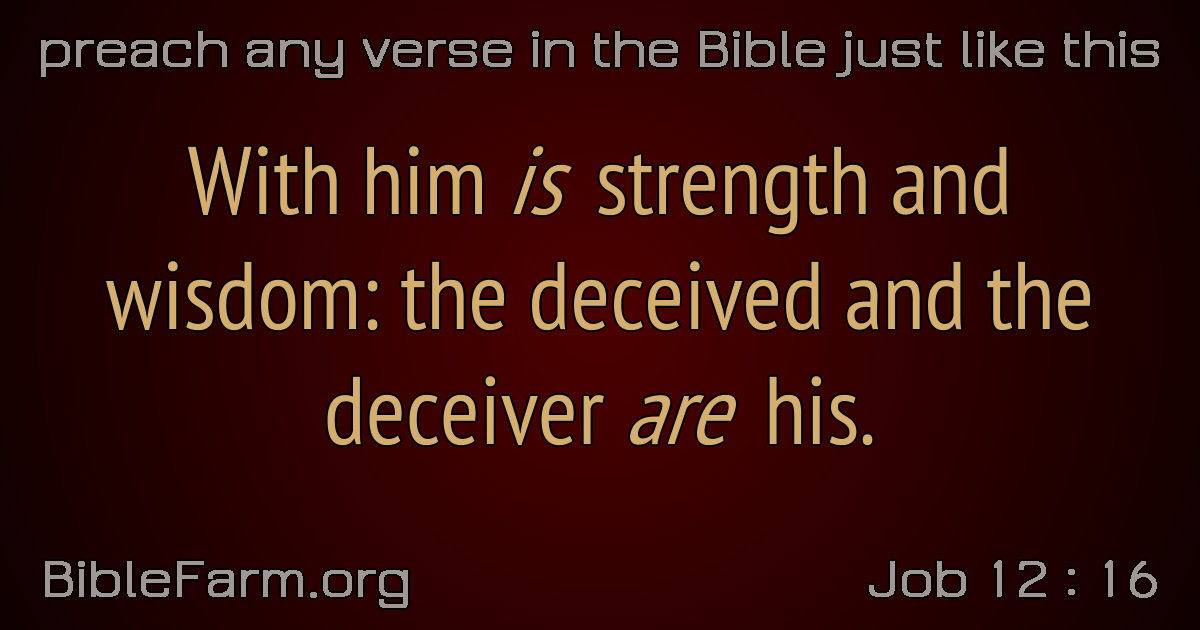 preach any verse in the Bible just like this
With him is strength and
wisdom: the deceived and the
deceiver are his.
BibleFarm.org
Job 12 : 16